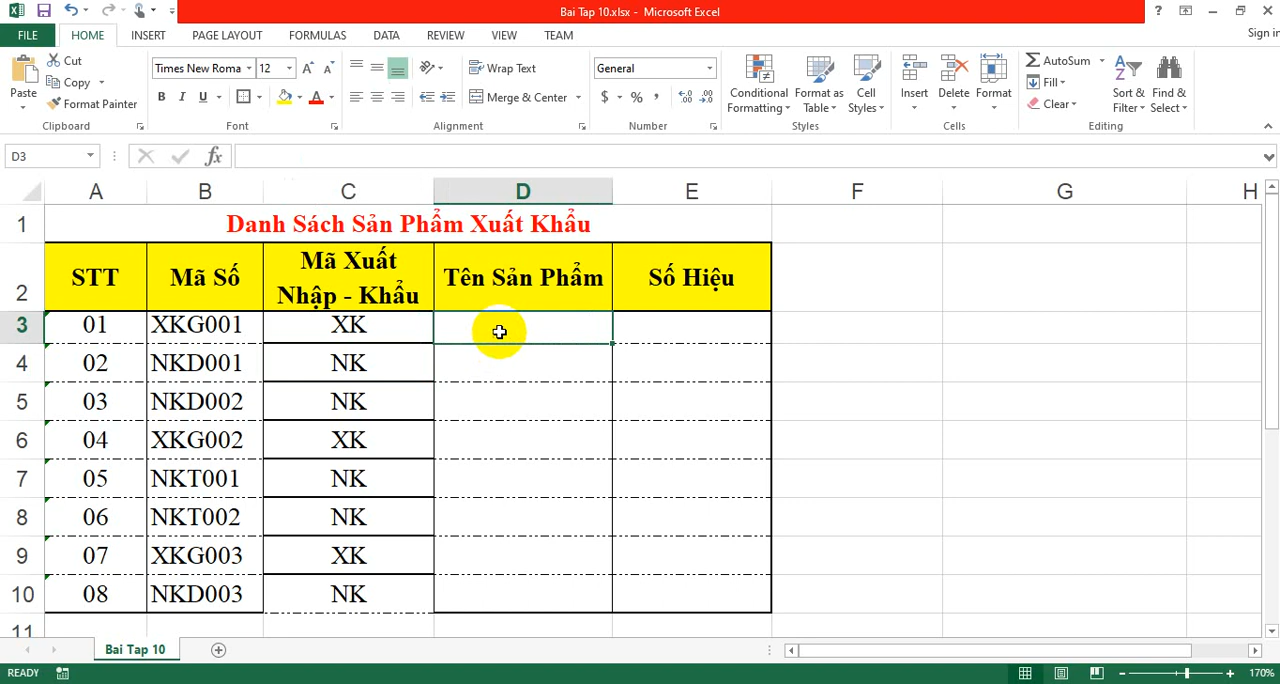 Bai Tap 10.xlsx - Microsoft Excel
?
FILE HOME INSERT PAGE LAYOUT FORMULAS DATA REVIEW VIEW TEAM
Sign in
Paste
Cut
Copy
Format Painter
Clipboard
Times New Roma 12
B I U
Font
Wrap Text
Merge & Center
Alignment
General
$ % ,
Number
Conditional Formatting
Format as Table
Cell Styles
Styles
Insert Delete Format
Cells
AutoSum
Fill
Clear
Sort & Filter
Find & Select
Editing
D3
fx
A B C D E F G H
1 Danh Sách Sản Phẩm Xuất Khẩu
2 STT Mã Số Mã Xuất Nhập - Khẩu Tên Sản Phẩm Số Hiệu
3 01 XKG001 XK
4 02 NKD001 NK
5 03 NKD002 NK
6 04 XKG002 XK
7 05 NKT001 NK
8 06 NKT002 NK
9 07 XKG003 XK
10 08 NKD003 NK
11
Bai Tap 10
READY
170%